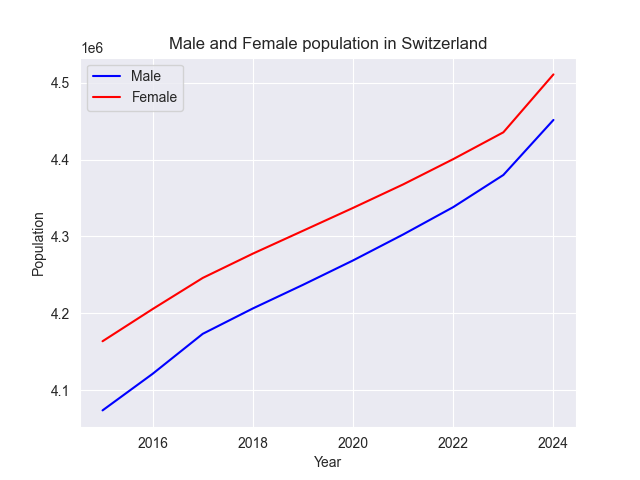 Male and Female population in Switzerland
1e6
Male
Female
4.5
4.4
4.3
4.2
4.1
Population
2016 2018 2020 2022 2024
Year